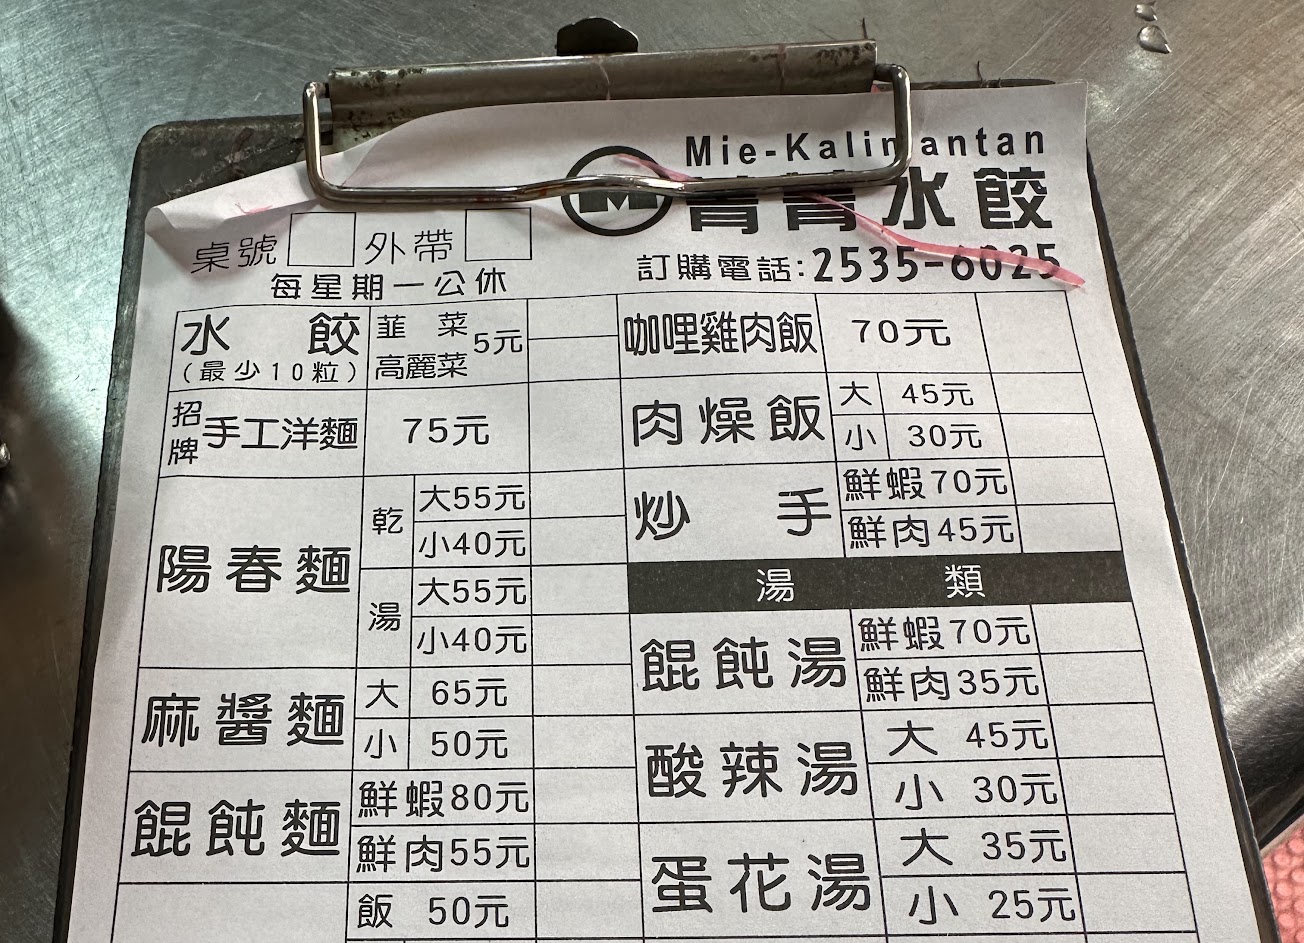 Mie-Kalimantan
M
菁菁水餃
訂購電話:2535-6025
桌號 外帶
每星期一公休
水餃 (最少10粒) 韮菜 高麗菜 5元
招牌 手工洋麵 75元
陽春麵
乾 大55元
小40元
湯 大55元
小40元
麻醬麵
大 65元
小 50元
餛飩麵
鮮蝦80元
鮮肉55元
飯 50元
咖哩雞肉飯 70元
肉燥飯
大 45元
小 30元
炒手
鮮蝦70元
鮮肉45元
湯類
餛飩湯
鮮蝦70元
鮮肉35元
酸辣湯
大 45元
小 30元
蛋花湯
大 35元
小 25元